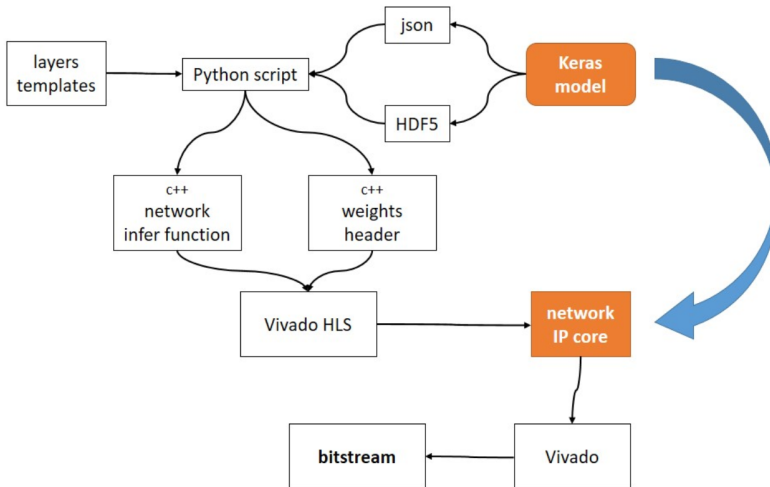 json
layers
templates
Python script
Keras
model
HDF5
c++
network
infer function
c++
weights
header
Vivado HLS
network
IP core
bitstream
Vivado